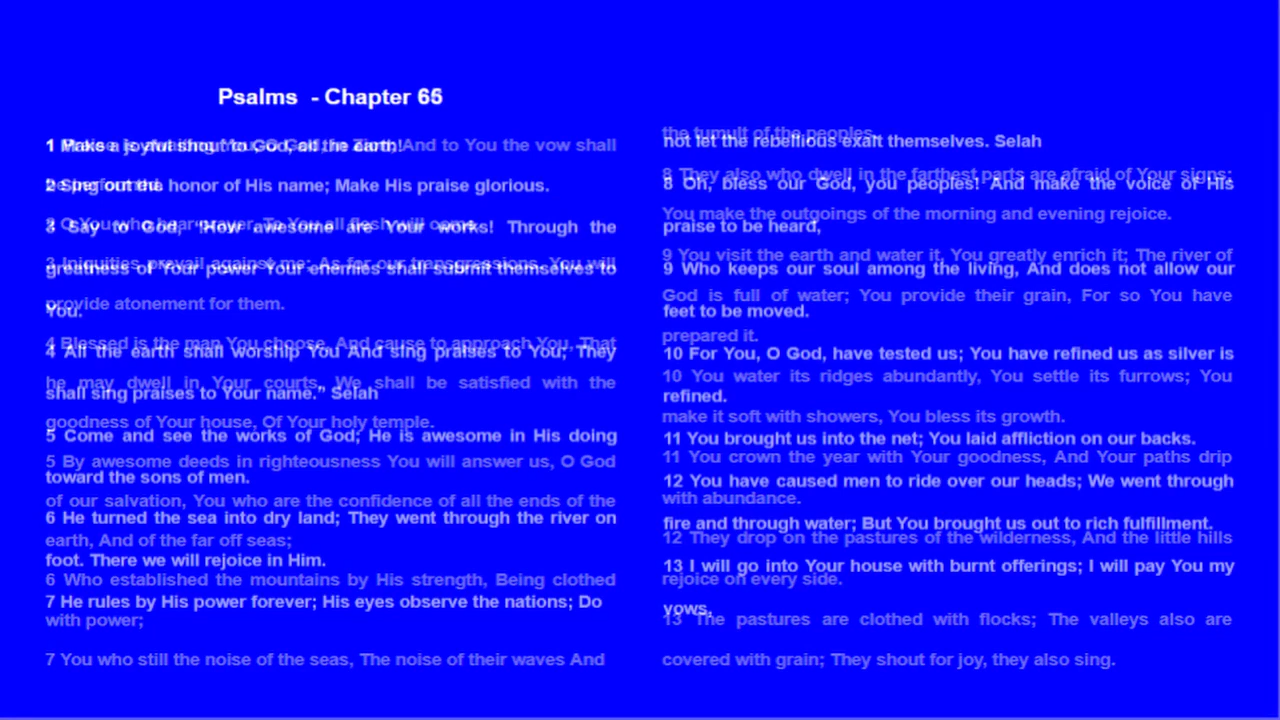 Psalms - Chapter 66
1 Make a joyful shout to God, all the earth!
And to You the vow shall
2 Sing out the honor of His name; Make His praise glorious.
2 O You who hear prayer, To You all flesh will come.
3 Say to God, "How awesome are Your works! Through the
3 Iniquities prevail against me; As for our transgressions, You will
greatness of Your power Your enemies shall submit themselves to
provide atonement for them.
You.
4 Blessed is the man You choose, And cause to approach You, That
4 All the earth shall worship You And sing praises to You; They
he may dwell in Your courts. We shall be satisfied with the
shall sing praises to Your name." Selah
goodness of Your house, Of Your holy temple.
5 Come and see the works of God; He is awesome in His doing
5 By awesome deeds in righteousness You will answer us, O God
toward the sons of men.
of our salvation, You who are the confidence of all the ends of the
6 He turned the sea into dry land; They went through the river on
earth, And of the far off seas;
foot. There we will rejoice in Him.
6 Who established the mountains by His strength, Being clothed
7 He rules by His power forever; His eyes observe the nations; Do
with power;
7 You who still the noise of the seas, The noise of their waves And
the tumult of the peoples.
not let the rebellious exalt themselves. Selah
8 They also who dwell in the farthest parts are afraid of Your signs;
8 Oh, bless our God, you peoples! And make the voice of His
You make the outgoings of the morning and evening rejoice.
praise to be heard,
9 You visit the earth and water it, You greatly enrich it; The river of
9 Who keeps our soul among the living, And does not allow our
God is full of water; You provide their grain, For so You have
feet to be moved.
prepared it.
10 For You, O God, have tested us; You have refined us as silver is
10 You water its ridges abundantly, You settle its furrows; You
refined.
make it soft with showers, You bless its growth.
11 You brought us into the net; You laid affliction on our backs.
11 You crown the year with Your goodness, And Your paths drip
12 You have caused men to ride over our heads; We went through
with abundance.
fire and through water; But You brought us out to rich fulfillment.
12 They drop on the pastures of the wilderness, And the little hills
13 I will go into Your house with burnt offerings; I will pay You my
rejoice on every side.
vows,
13 The pastures are clothed with flocks; The valleys also are
covered with grain; They shout for joy, they also sing.